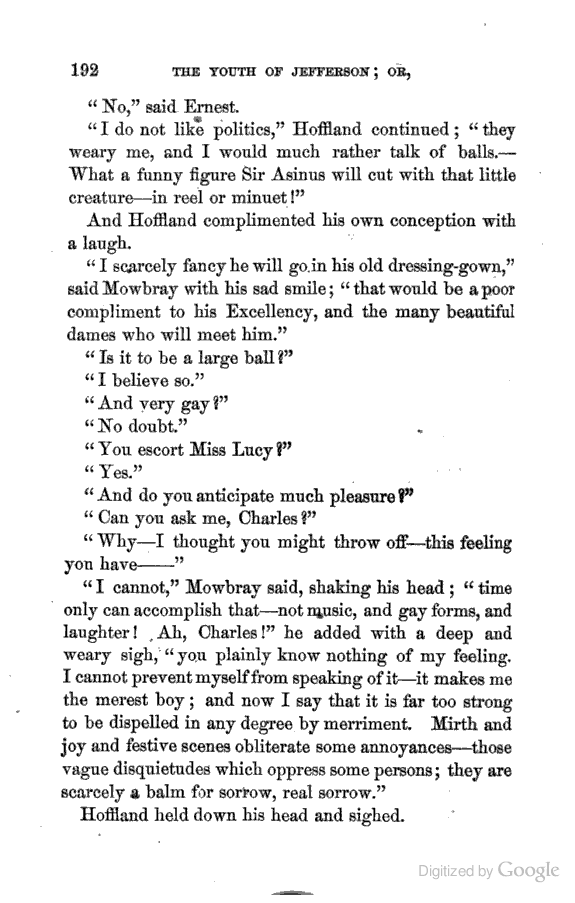 192 THE YOUTH OF JEFFERSON; OR,
“No,” said Ernest.
“I do not like politics,” Hoffland continued; “they
weary me, and I would much rather talk of balls.—
What a funny figure Sir Asinus will cut with that little
creature—in reel or minuet!”
And Hoffland complimented his own conception with
a laugh.
“I scarcely fancy he will go in his old dressing-gown,”
said Mowbray with his sad smile; “that would be a poor
compliment to his Excellency, and the many beautiful
dames who will meet him.”
“Is it to be a large ball?”
“I believe so.”
“And very gay?”
“No doubt.”
“You escort Miss Lucy?”
“Yes.”
“And do you anticipate much pleasure?”
“Can you ask me, Charles?”
“Why—I thought you might throw off—this feeling
you have——”
“I cannot,” Mowbray said, shaking his head; “time
only can accomplish that—not music, and gay forms, and
laughter! Ah, Charles!” he added with a deep and
weary sigh, “you plainly know nothing of my feeling.
I cannot prevent myself from speaking of it—it makes me
the merest boy; and now I say that it is far too strong
to be dispelled in any degree by merriment. Mirth and
joy and festive scenes obliterate some annoyances—those
vague disquietudes which oppress some persons; they are
scarcely a balm for sorrow, real sorrow.”
Hoffland held down his head and sighed.
Digitized by Google